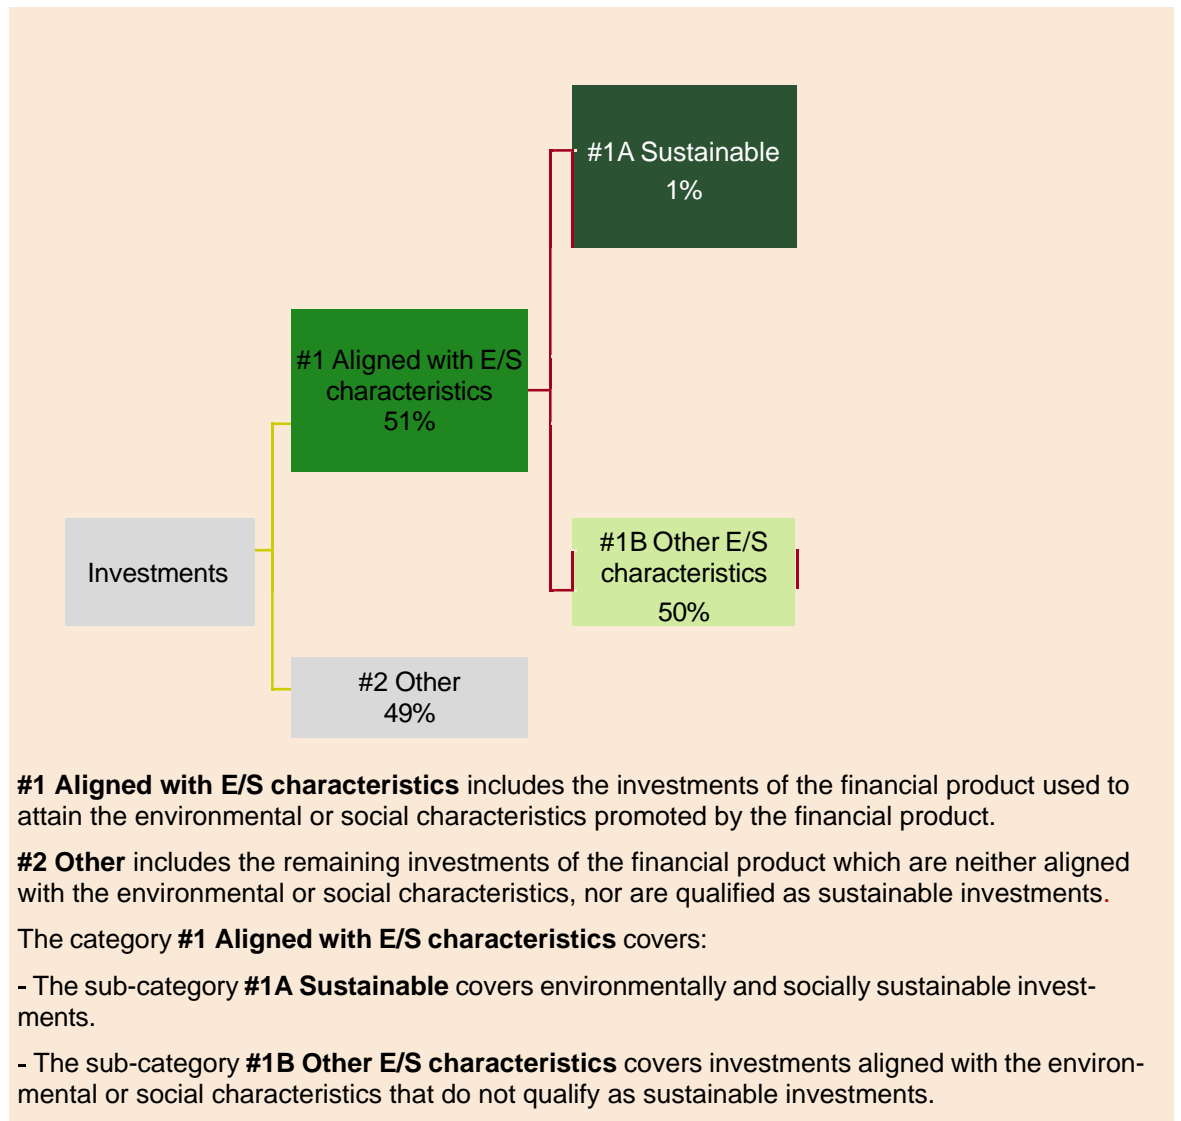 #1A Sustainable
1%
#1 Aligned with E/S
characteristics
51%
Investments
#1B Other E/S
characteristics
50%
#2 Other
49%
#1 Aligned with E/S characteristics includes the investments of the financial product used to
attain the environmental or social characteristics promoted by the financial product.
#2 Other includes the remaining investments of the financial product which are neither aligned
with the environmental or social characteristics, nor are qualified as sustainable investments.
The category #1 Aligned with E/S characteristics covers:
- The sub-category #1A Sustainable covers environmentally and socially sustainable invest-
ments.
- The sub-category #1B Other E/S characteristics covers investments aligned with the environ-
mental or social characteristics that do not qualify as sustainable investments.